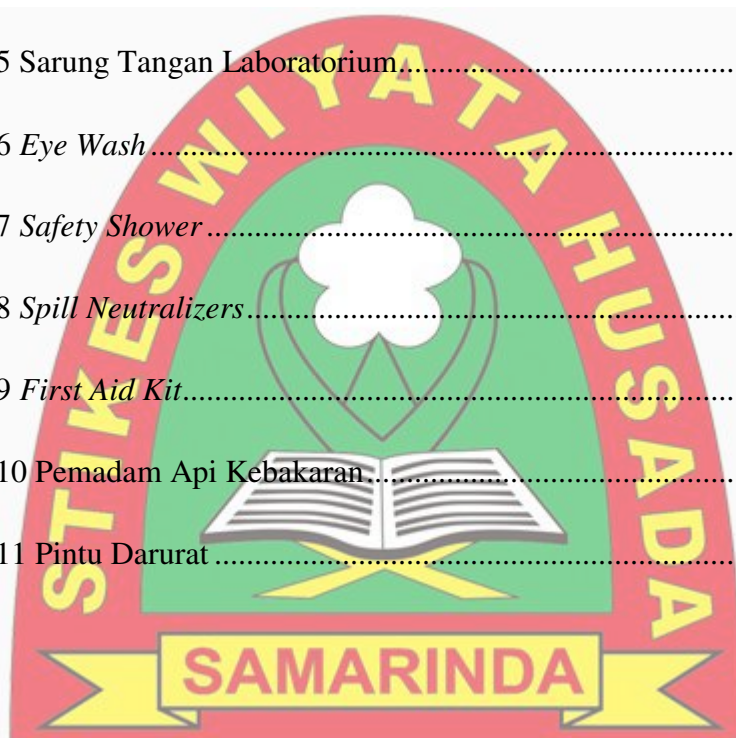 5 Sarung Tangan Laboratorium..............................................
6 Eye Wash..............................................................................
7 Safety Shower.......................................................................
8 Spill Neutralizers..................................................................
9 First Aid Kit..........................................................................
10 Pemadam Api Kebakaran..................................................
11 Pintu Darurat.....................................................................
STIKES WIYATA HUSADA
SAMARINDA